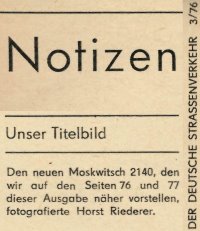 Notizen
Unser Titelbild
Den neuen Moskwitsch 2140, den
wir auf den Seiten 76 und 77
dieser Ausgabe näher vorstellen,
fotografierte Horst Riederer.
DER DEUTSCHE STRASSENVERKEHR 3/76